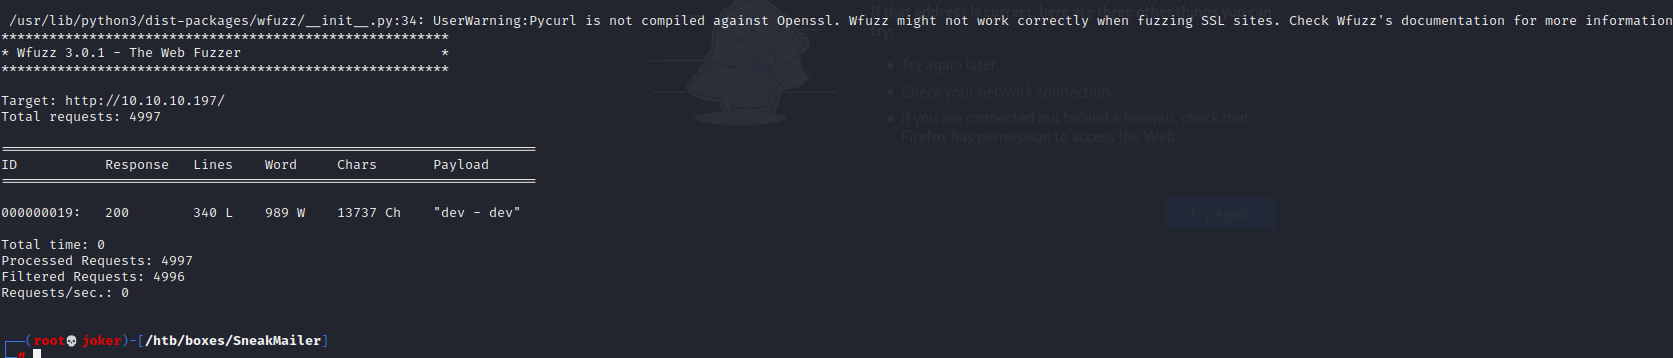 /usr/lib/python3/dist-packages/wfuzz/__init__.py:34: UserWarning:Pycurl is not compiled against Openssl. Wfuzz might not work correctly when fuzzing SSL sites. Check Wfuzz's documentation for more information
If that address is correct, here are three other things you can
try:
********************************************************
* Wfuzz 3.0.1 - The Web Fuzzer *
********************************************************
• Try again later.
• Check your network connection.
• If you are connected but behind a firewall, check that
Firefox has permission to access the Web.
Target: http://10.10.10.197/
Total requests: 4997
===================================================================
ID Response Lines Word Chars Payload
===================================================================
000000019: 200 340 L 989 W 13737 Ch "dev - dev"
Try Again
Total time: 0
Processed Requests: 4997
Filtered Requests: 4996
Requests/sec.: 0
┌──(root💀joker)-[/htb/boxes/SneakMailer]
└─#